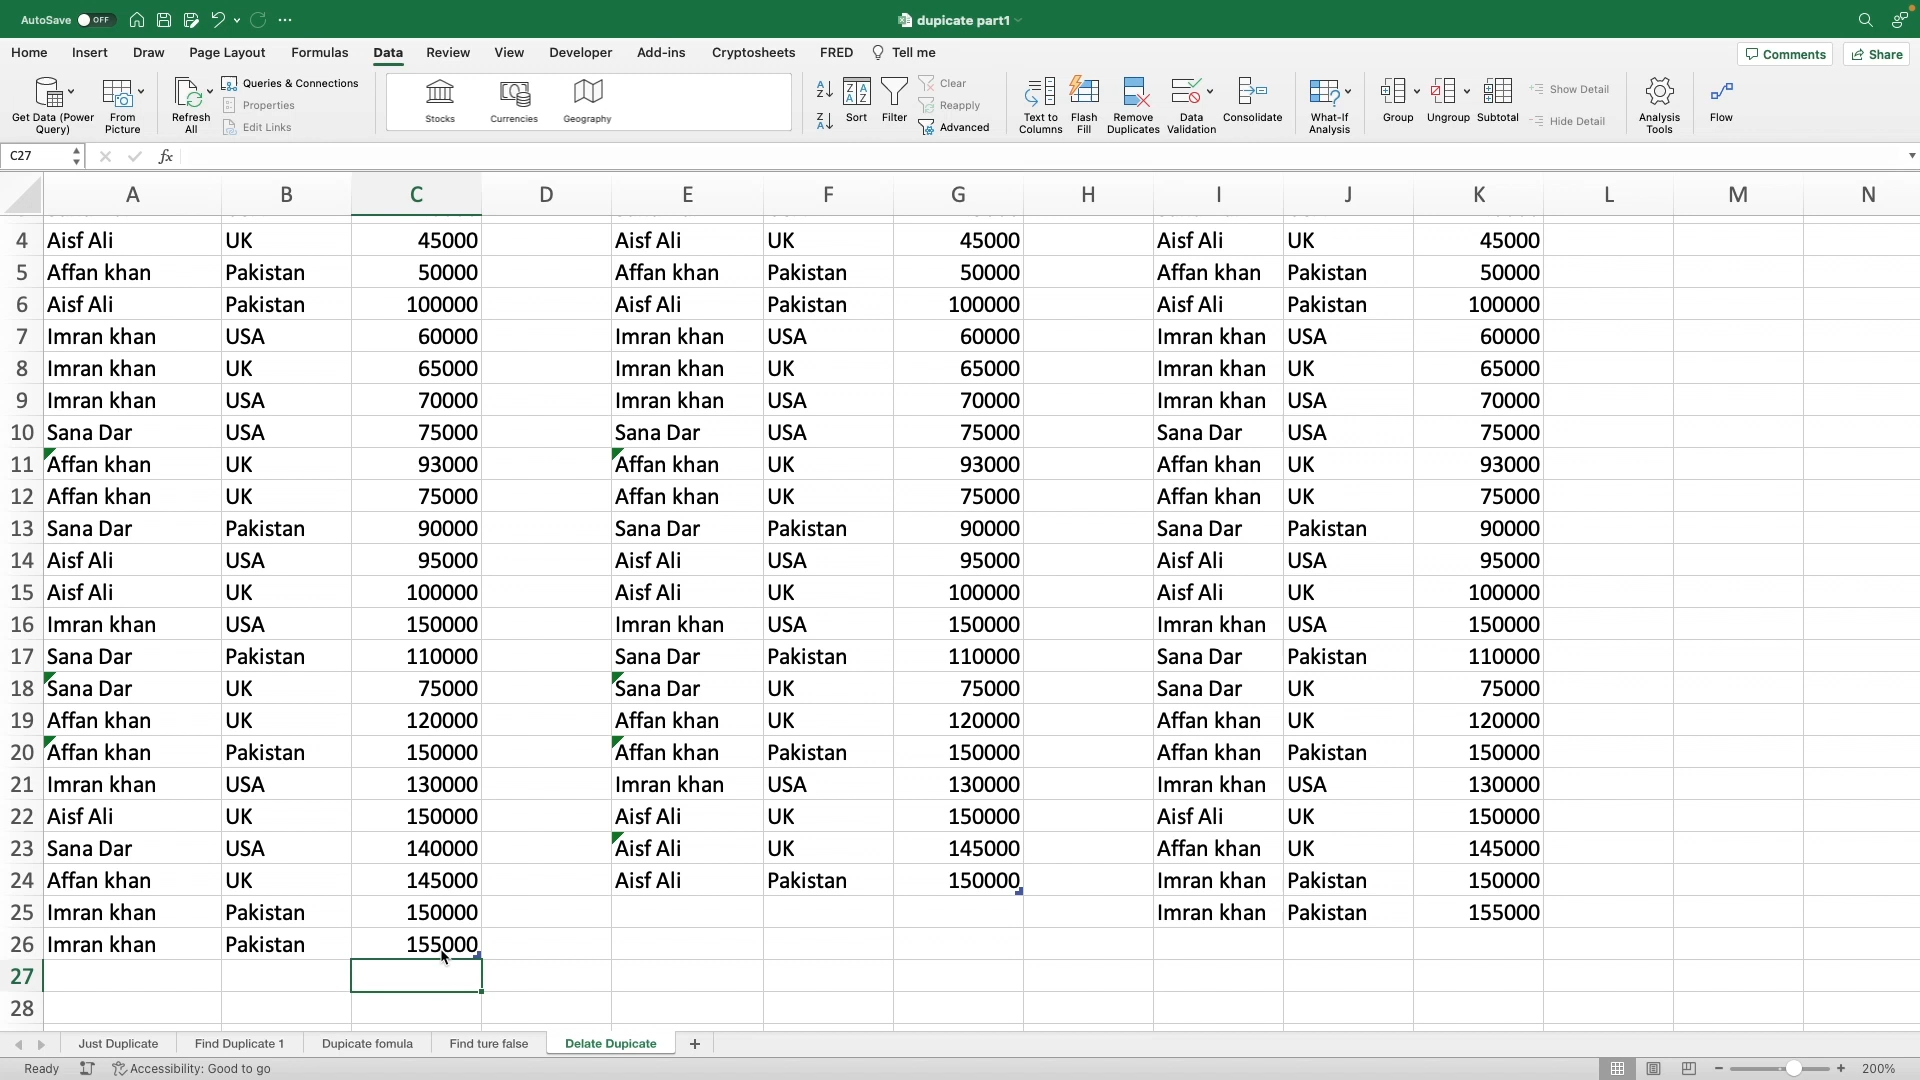 AutoSave OFF dupicate part1
Home Insert Draw Page Layout Formulas Data Review View Developer Add-ins Cryptosheets FRED Tell me Comments Share
Get Data (Power Query) From Picture Refresh All Queries & Connections Properties Edit Links Stocks Currencies Geography Sort Filter Clear Reapply Advanced Text to Columns Flash Fill Remove Duplicates Data Validation Consolidate What-If Analysis Group Ungroup Subtotal Show Detail Hide Detail Analysis Tools Flow
C27 fx
A B C D E F G H I J K L M N
4 Aisf Ali UK 45000 Aisf Ali UK 45000 Aisf Ali UK 45000
5 Affan khan Pakistan 50000 Affan khan Pakistan 50000 Affan khan Pakistan 50000
6 Aisf Ali Pakistan 100000 Aisf Ali Pakistan 100000 Aisf Ali Pakistan 100000
7 Imran khan USA 60000 Imran khan USA 60000 Imran khan USA 60000
8 Imran khan UK 65000 Imran khan UK 65000 Imran khan UK 65000
9 Imran khan USA 70000 Imran khan USA 70000 Imran khan USA 70000
10 Sana Dar USA 75000 Sana Dar USA 75000 Sana Dar USA 75000
11 Affan khan UK 93000 Affan khan UK 93000 Affan khan UK 93000
12 Affan khan UK 75000 Affan khan UK 75000 Affan khan UK 75000
13 Sana Dar Pakistan 90000 Sana Dar Pakistan 90000 Sana Dar Pakistan 90000
14 Aisf Ali USA 95000 Aisf Ali USA 95000 Aisf Ali USA 95000
15 Aisf Ali UK 100000 Aisf Ali UK 100000 Aisf Ali UK 100000
16 Imran khan USA 150000 Imran khan USA 150000 Imran khan USA 150000
17 Sana Dar Pakistan 110000 Sana Dar Pakistan 110000 Sana Dar Pakistan 110000
18 Sana Dar UK 75000 Sana Dar UK 75000 Sana Dar UK 75000
19 Affan khan UK 120000 Affan khan UK 120000 Affan khan UK 120000
20 Affan khan Pakistan 150000 Affan khan Pakistan 150000 Affan khan Pakistan 150000
21 Imran khan USA 130000 Imran khan USA 130000 Imran khan USA 130000
22 Aisf Ali UK 150000 Aisf Ali UK 150000 Aisf Ali UK 150000
23 Sana Dar USA 140000 Aisf Ali UK 145000 Affan khan UK 145000
24 Affan khan UK 145000 Aisf Ali Pakistan 150000 Imran khan Pakistan 150000
25 Imran khan Pakistan 150000 Imran khan Pakistan 155000
26 Imran khan Pakistan 155000
27
28
Just Duplicate Find Duplicate 1 Dupicate fomula Find ture false Delate Dupicate
Ready Accessibility: Good to go 200%